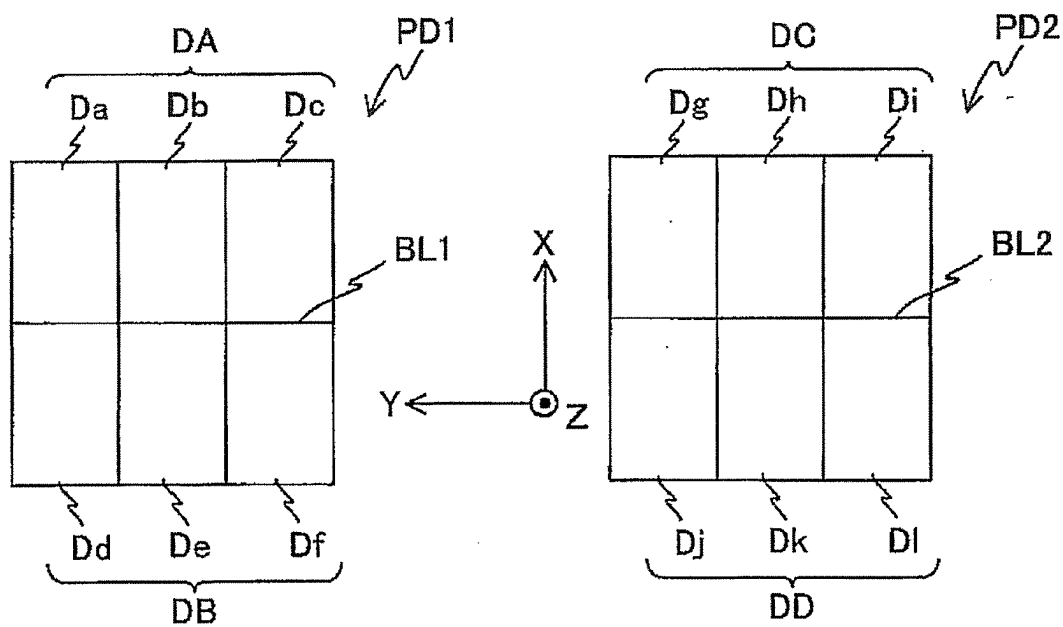 DA PD1 DC PD2
Da Db Dc Dg Dh Di
BL1 X BL2
Y Z
Dd De Df Dj Dk Dl
DB DD